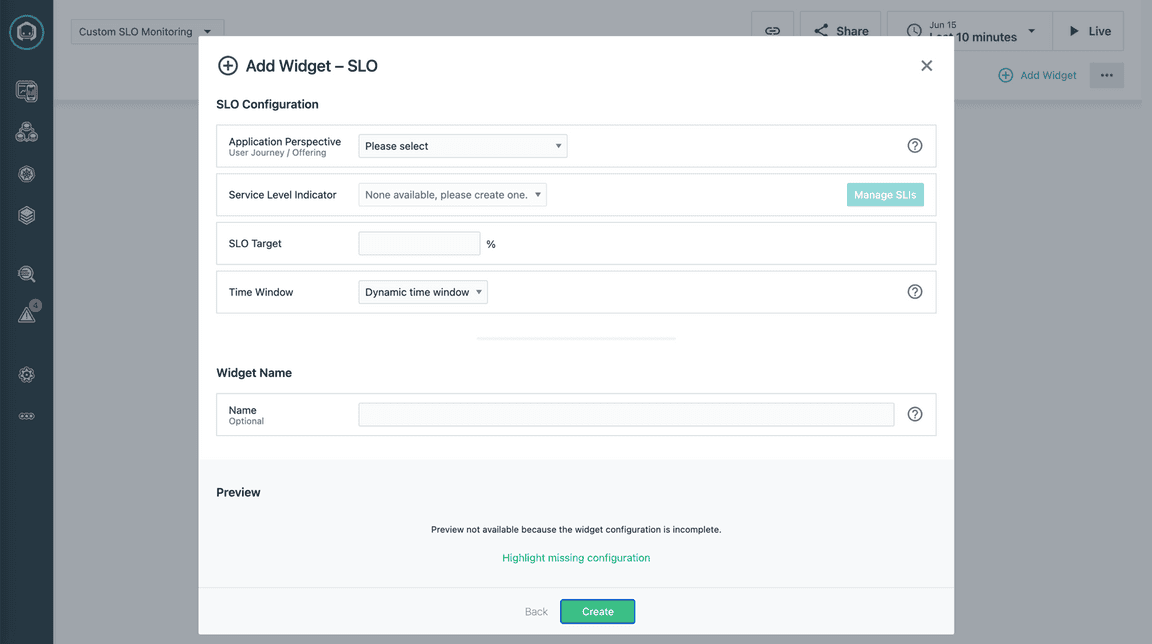 Custom SLO Monitoring
Share
Jun 15
Last 10 minutes
Live
Add Widget
4
Add Widget – SLO
SLO Configuration
Application Perspective
User Journey / Offering
Please select
Service Level Indicator
None available, please create one.
Manage SLIs
SLO Target
%
Time Window
Dynamic time window
Widget Name
Name
Optional
Preview
Preview not available because the widget configuration is incomplete.
Highlight missing configuration
Back
Create